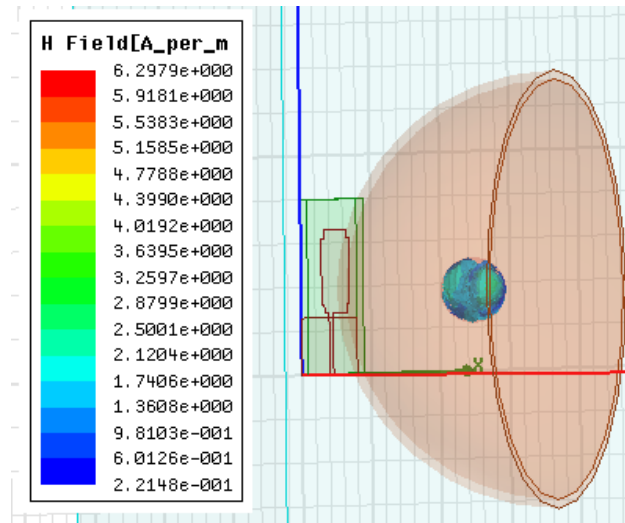 H Field[A_per_m
6.2979e+000
5.9181e+000
5.5383e+000
5.1585e+000
4.7788e+000
4.3990e+000
4.0192e+000
3.6395e+000
3.2597e+000
2.8799e+000
2.5001e+000
2.1204e+000
1.7406e+000
1.3608e+000
9.8103e-001
6.0126e-001
2.2148e-001
X